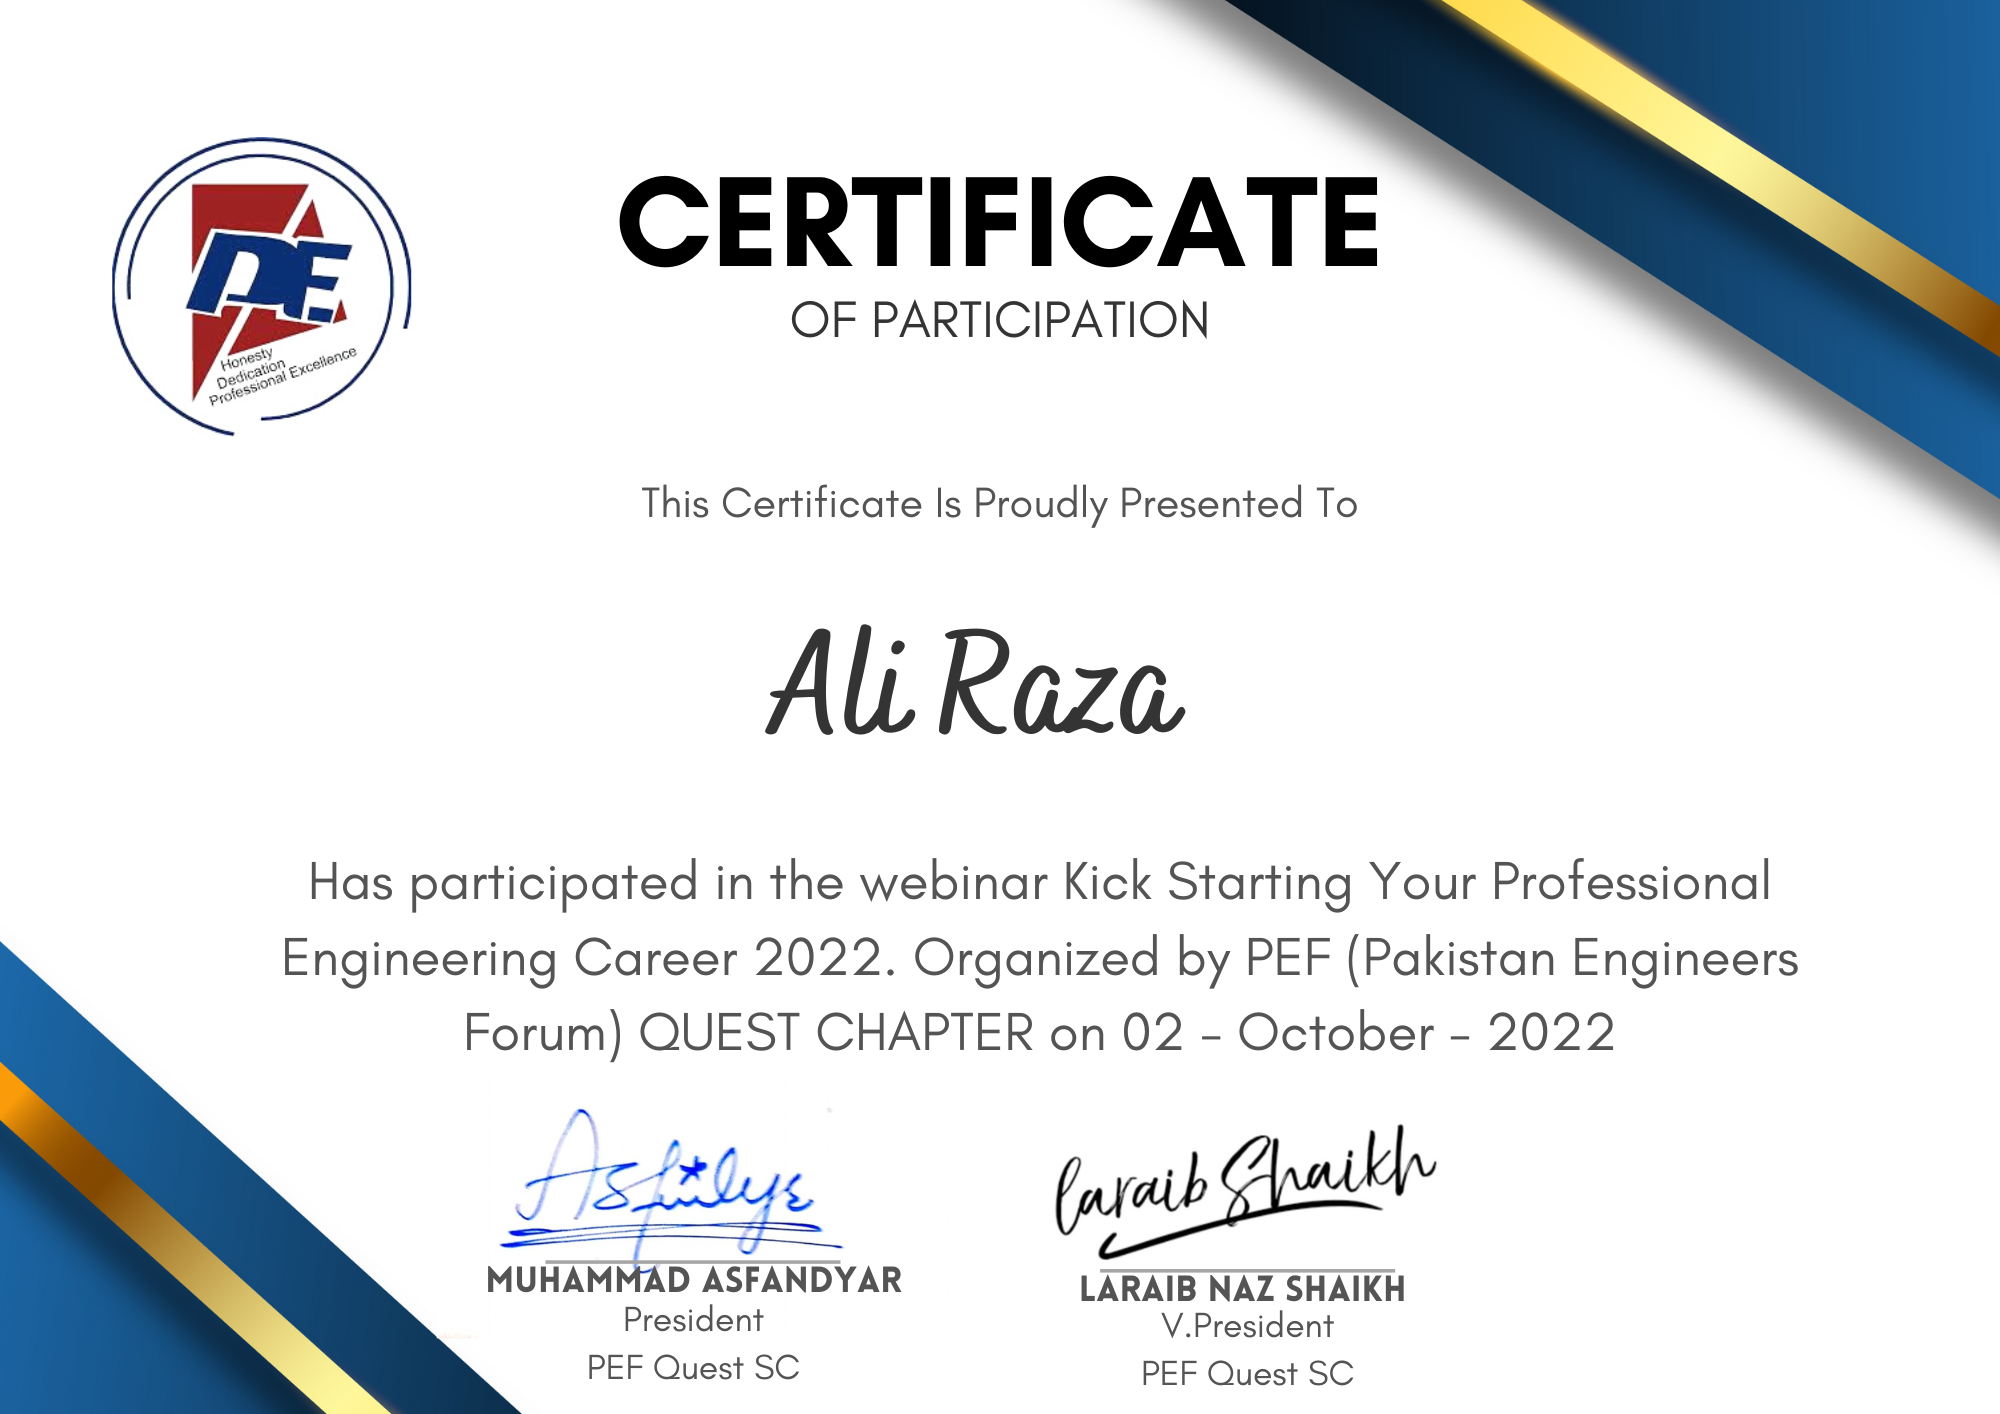 PEF
Honesty
Dedication
Professional Excellence
CERTIFICATE
OF PARTICIPATION
This Certificate Is Proudly Presented To
Ali Raza
Has participated in the webinar Kick Starting Your Professional
Engineering Career 2022. Organized by PEF (Pakistan Engineers
Forum) QUEST CHAPTER on 02 - October - 2022
Laraib Shaikh
MUHAMMAD ASFANDYAR
President
PEF Quest SC
LARAIB NAZ SHAIKH
V.President
PEF Quest SC